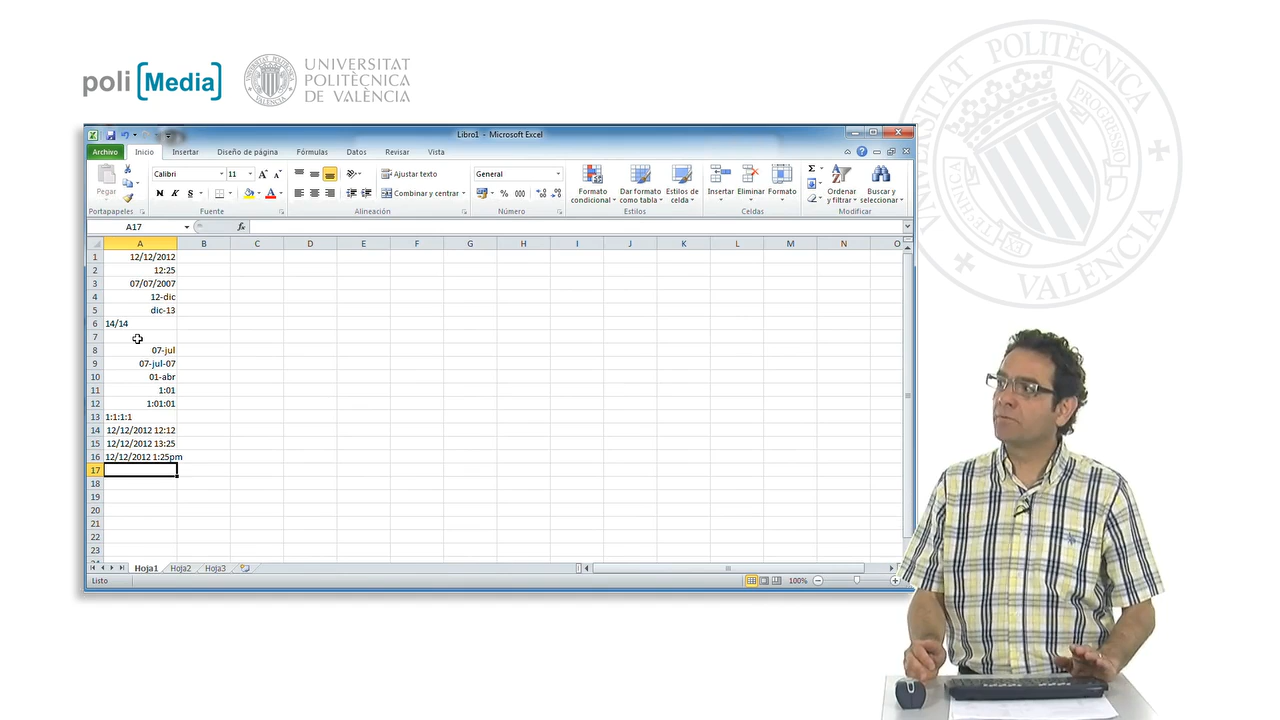 poli [Media]
UNIVERSITAT
POLITÈCNICA
DE VALÈNCIA
UNIVERSITAT POLITÈCNICA DE VALÈNCIA
Libro1 - Microsoft Excel
Archivo Inicio Insertar Diseño de página Fórmulas Datos Revisar Vista
Calibri 11 A A Ajustar texto General
Pegar N K S A Combinar y centrar % 000
Formato condicional Dar formato como tabla Estilos de celda Insertar Eliminar Formato Ordenar y filtrar Buscar y seleccionar
Portapapeles Fuente Alineación Número Estilos Celdas Modificar
A17 fx
A B C D E F G H I J K L M N O
1 12/12/2012
2 12:25
3 07/07/2007
4 12-dic
5 dic-13
6 14/14
7
8 07-jul
9 07-jul-07
10 01-abr
11 1:01
12 1:01:01
13 1:1:1:1
14 12/12/2012 12:12
15 12/12/2012 13:25
16 12/12/2012 1:25pm
17
18
19
20
21
22
23
Hoja1 Hoja2 Hoja3
Listo 100%